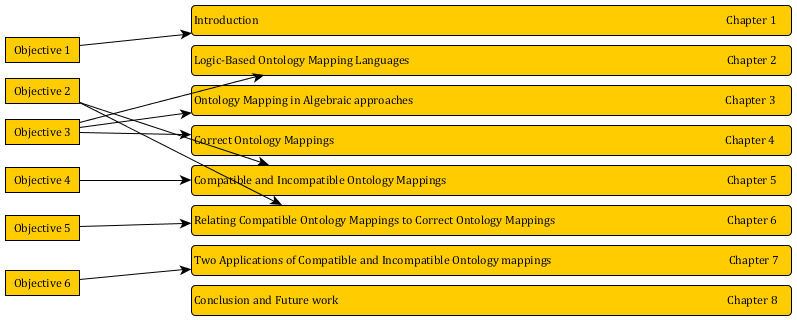 Introduction Chapter 1
Objective 1
Logic-Based Ontology Mapping Languages Chapter 2
Objective 2
Ontology Mapping in Algebraic approaches Chapter 3
Objective 3
Correct Ontology Mappings Chapter 4
Objective 4
Compatible and Incompatible Ontology Mappings Chapter 5
Objective 5
Relating Compatible Ontology Mappings to Correct Ontology Mappings Chapter 6
Two Applications of Compatible and Incompatible Ontology mappings Chapter 7
Objective 6
Conclusion and Future work Chapter 8